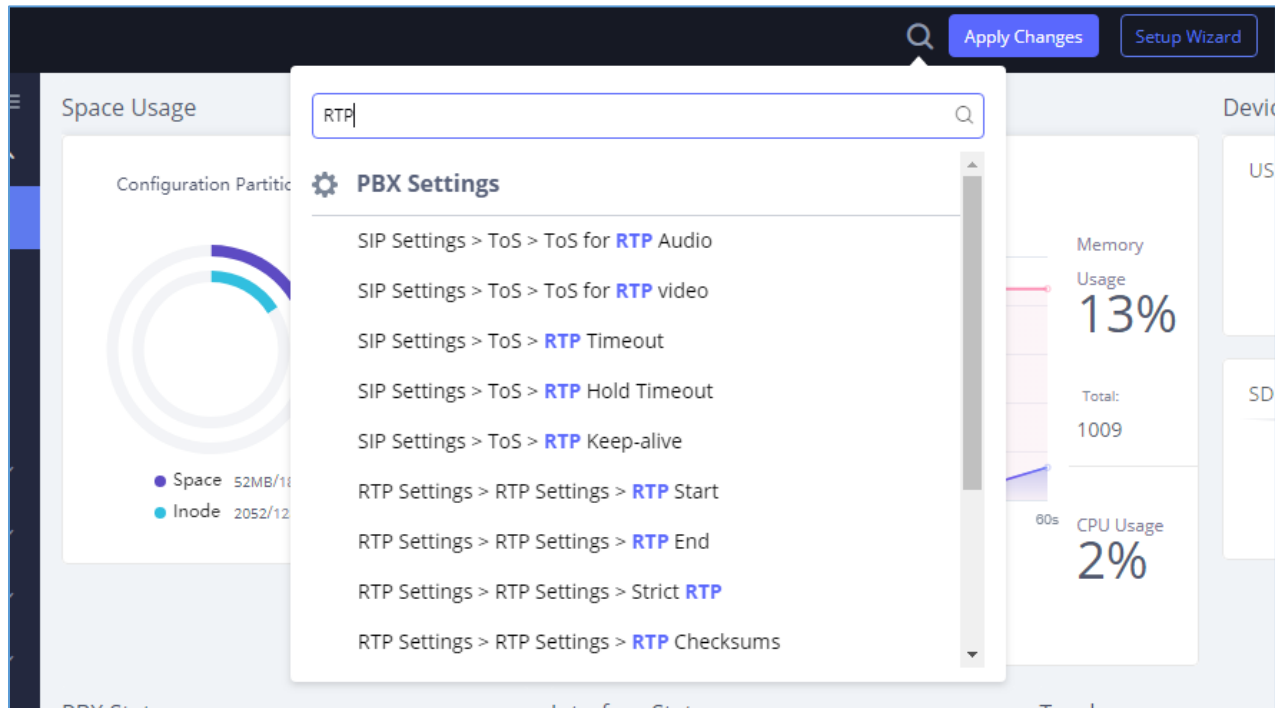 Apply Changes
Setup Wizard
Space Usage
RTP
PBX Settings
SIP Settings > ToS > ToS for RTP Audio
SIP Settings > ToS > ToS for RTP video
SIP Settings > ToS > RTP Timeout
SIP Settings > ToS > RTP Hold Timeout
SIP Settings > ToS > RTP Keep-alive
RTP Settings > RTP Settings > RTP Start
RTP Settings > RTP Settings > RTP End
RTP Settings > RTP Settings > Strict RTP
RTP Settings > RTP Settings > RTP Checksums
Configuration
Space 52MB/
Inode 2052/
Memory
Usage
13%
Total:
1009
60s
CPU Usage
2%
US
SD